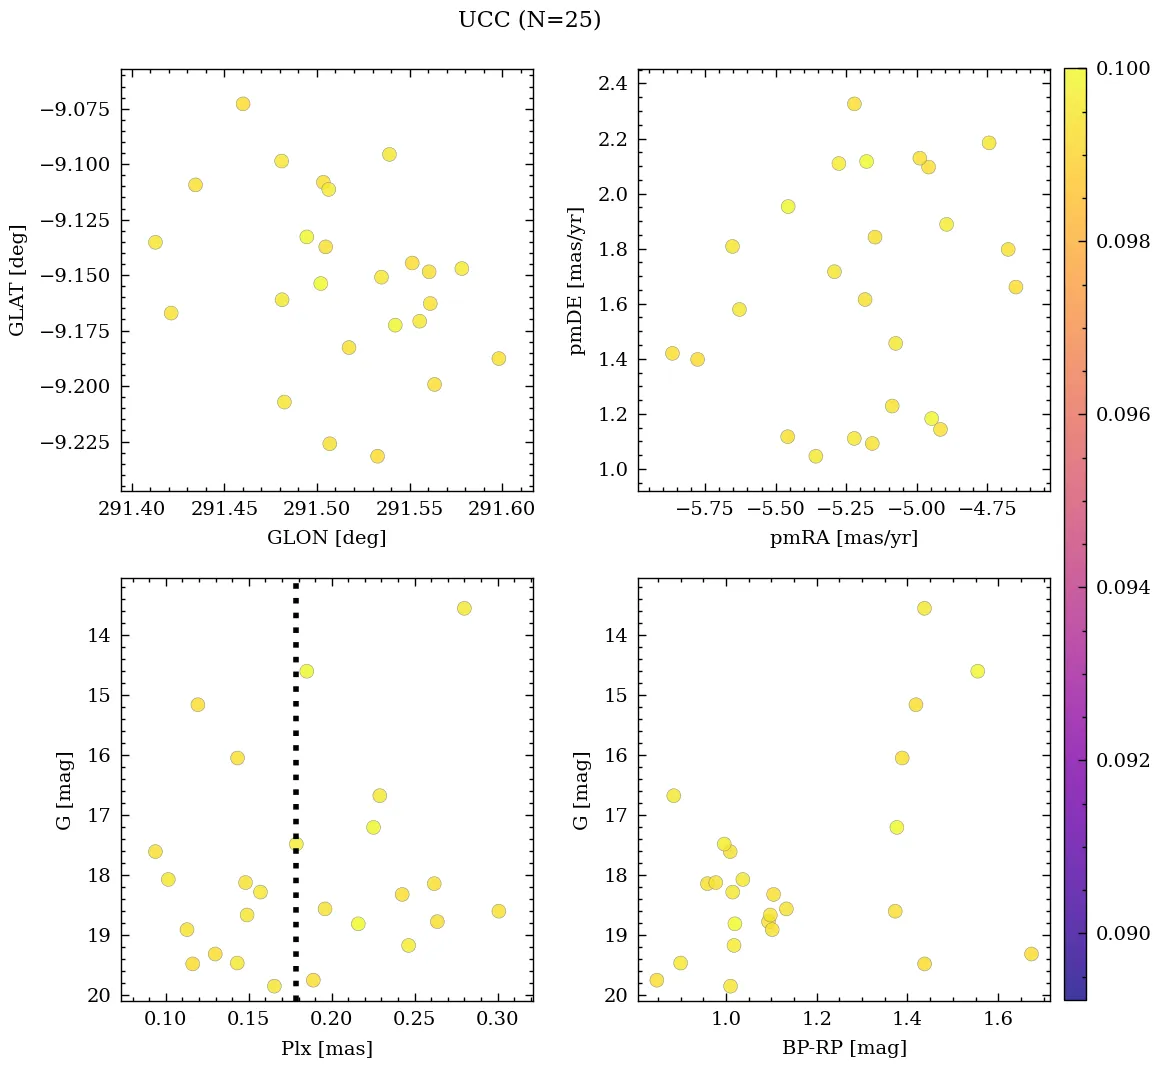 UCC (N=25)
−9.075
−9.100
−9.125
−9.150
−9.175
−9.200
−9.225
GLAT [deg]
291.40 291.45 291.50 291.55 291.60
GLON [deg]
2.4
2.2
2.0
1.8
1.6
1.4
1.2
1.0
pmDE [mas/yr]
−5.75 −5.50 −5.25 −5.00 −4.75
pmRA [mas/yr]
14
15
16
17
18
19
20
G [mag]
0.10 0.15 0.20 0.25 0.30
Plx [mas]
14
15
16
17
18
19
20
G [mag]
1.0 1.2 1.4 1.6
BP-RP [mag]
0.100
0.098
0.096
0.094
0.092
0.090